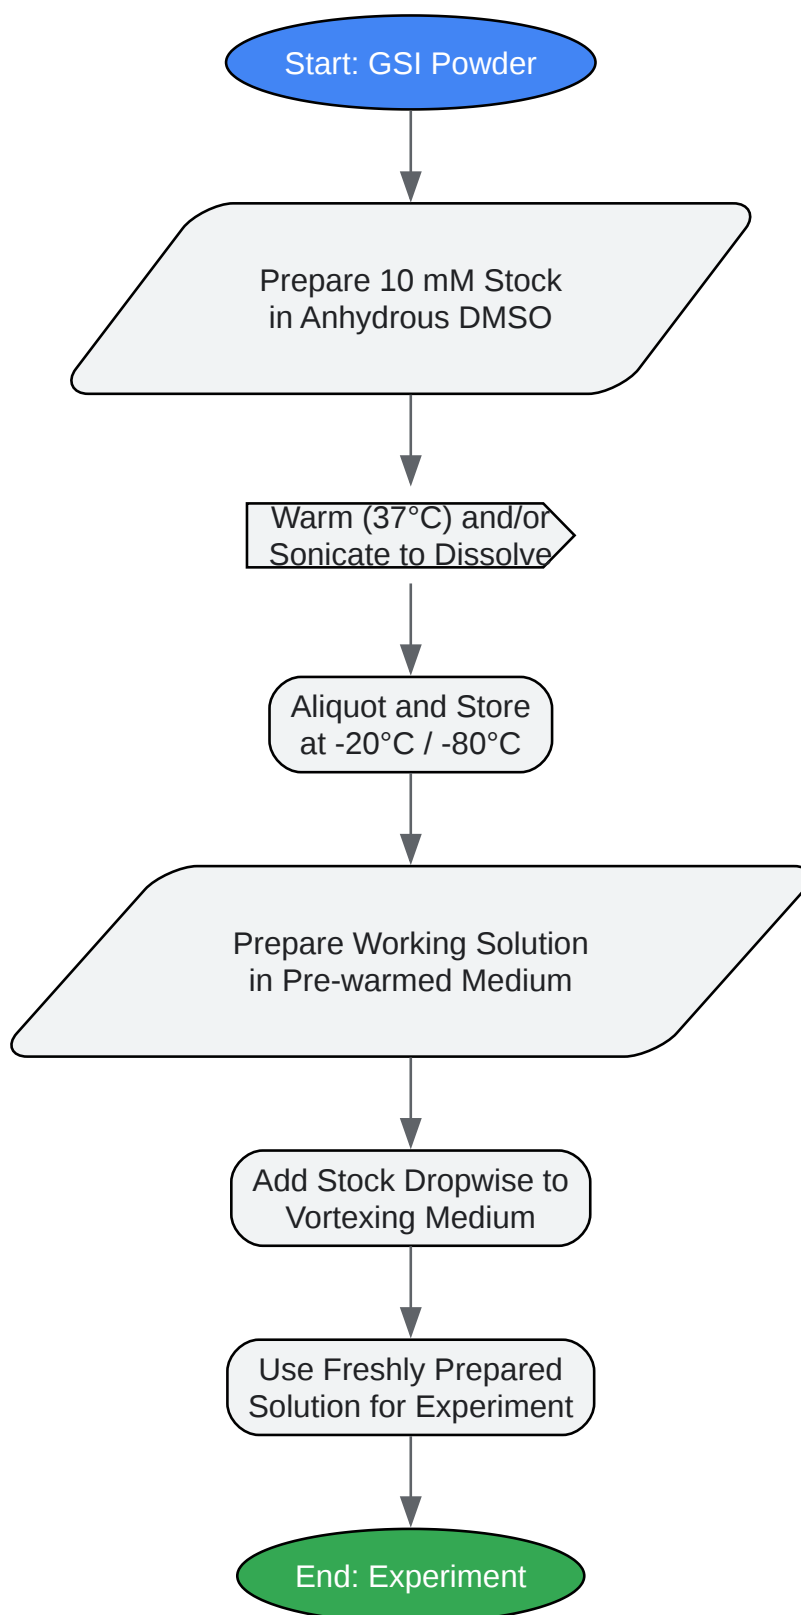 Start: GSI Powder
Prepare 10 mM Stock
in Anhydrous DMSO
Warm (37°C) and/or
Sonicate to Dissolve
Aliquot and Store
at -20°C / -80°C
Prepare Working Solution
in Pre-warmed Medium
Add Stock Dropwise to
Vortexing Medium
Use Freshly Prepared
Solution for Experiment
End: Experiment